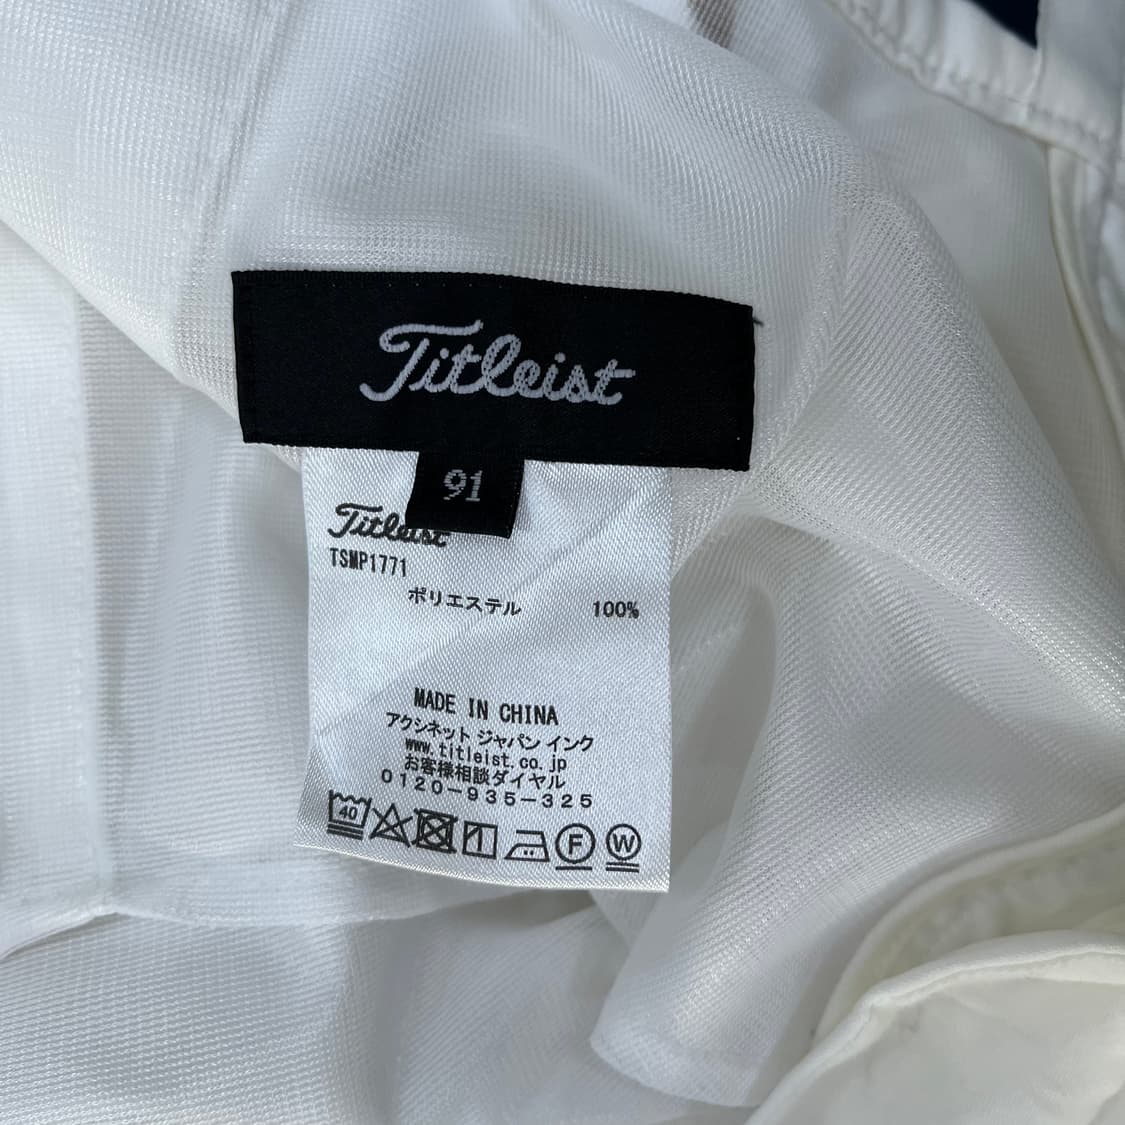 Titleist
91
Titleist
TSMP1771
ポリエステル 100%
MADE IN CHINA
アクシネット ジャパン インク
www.titleist.co.jp
お客様相談ダイヤル
0120-935-325
40
F
W